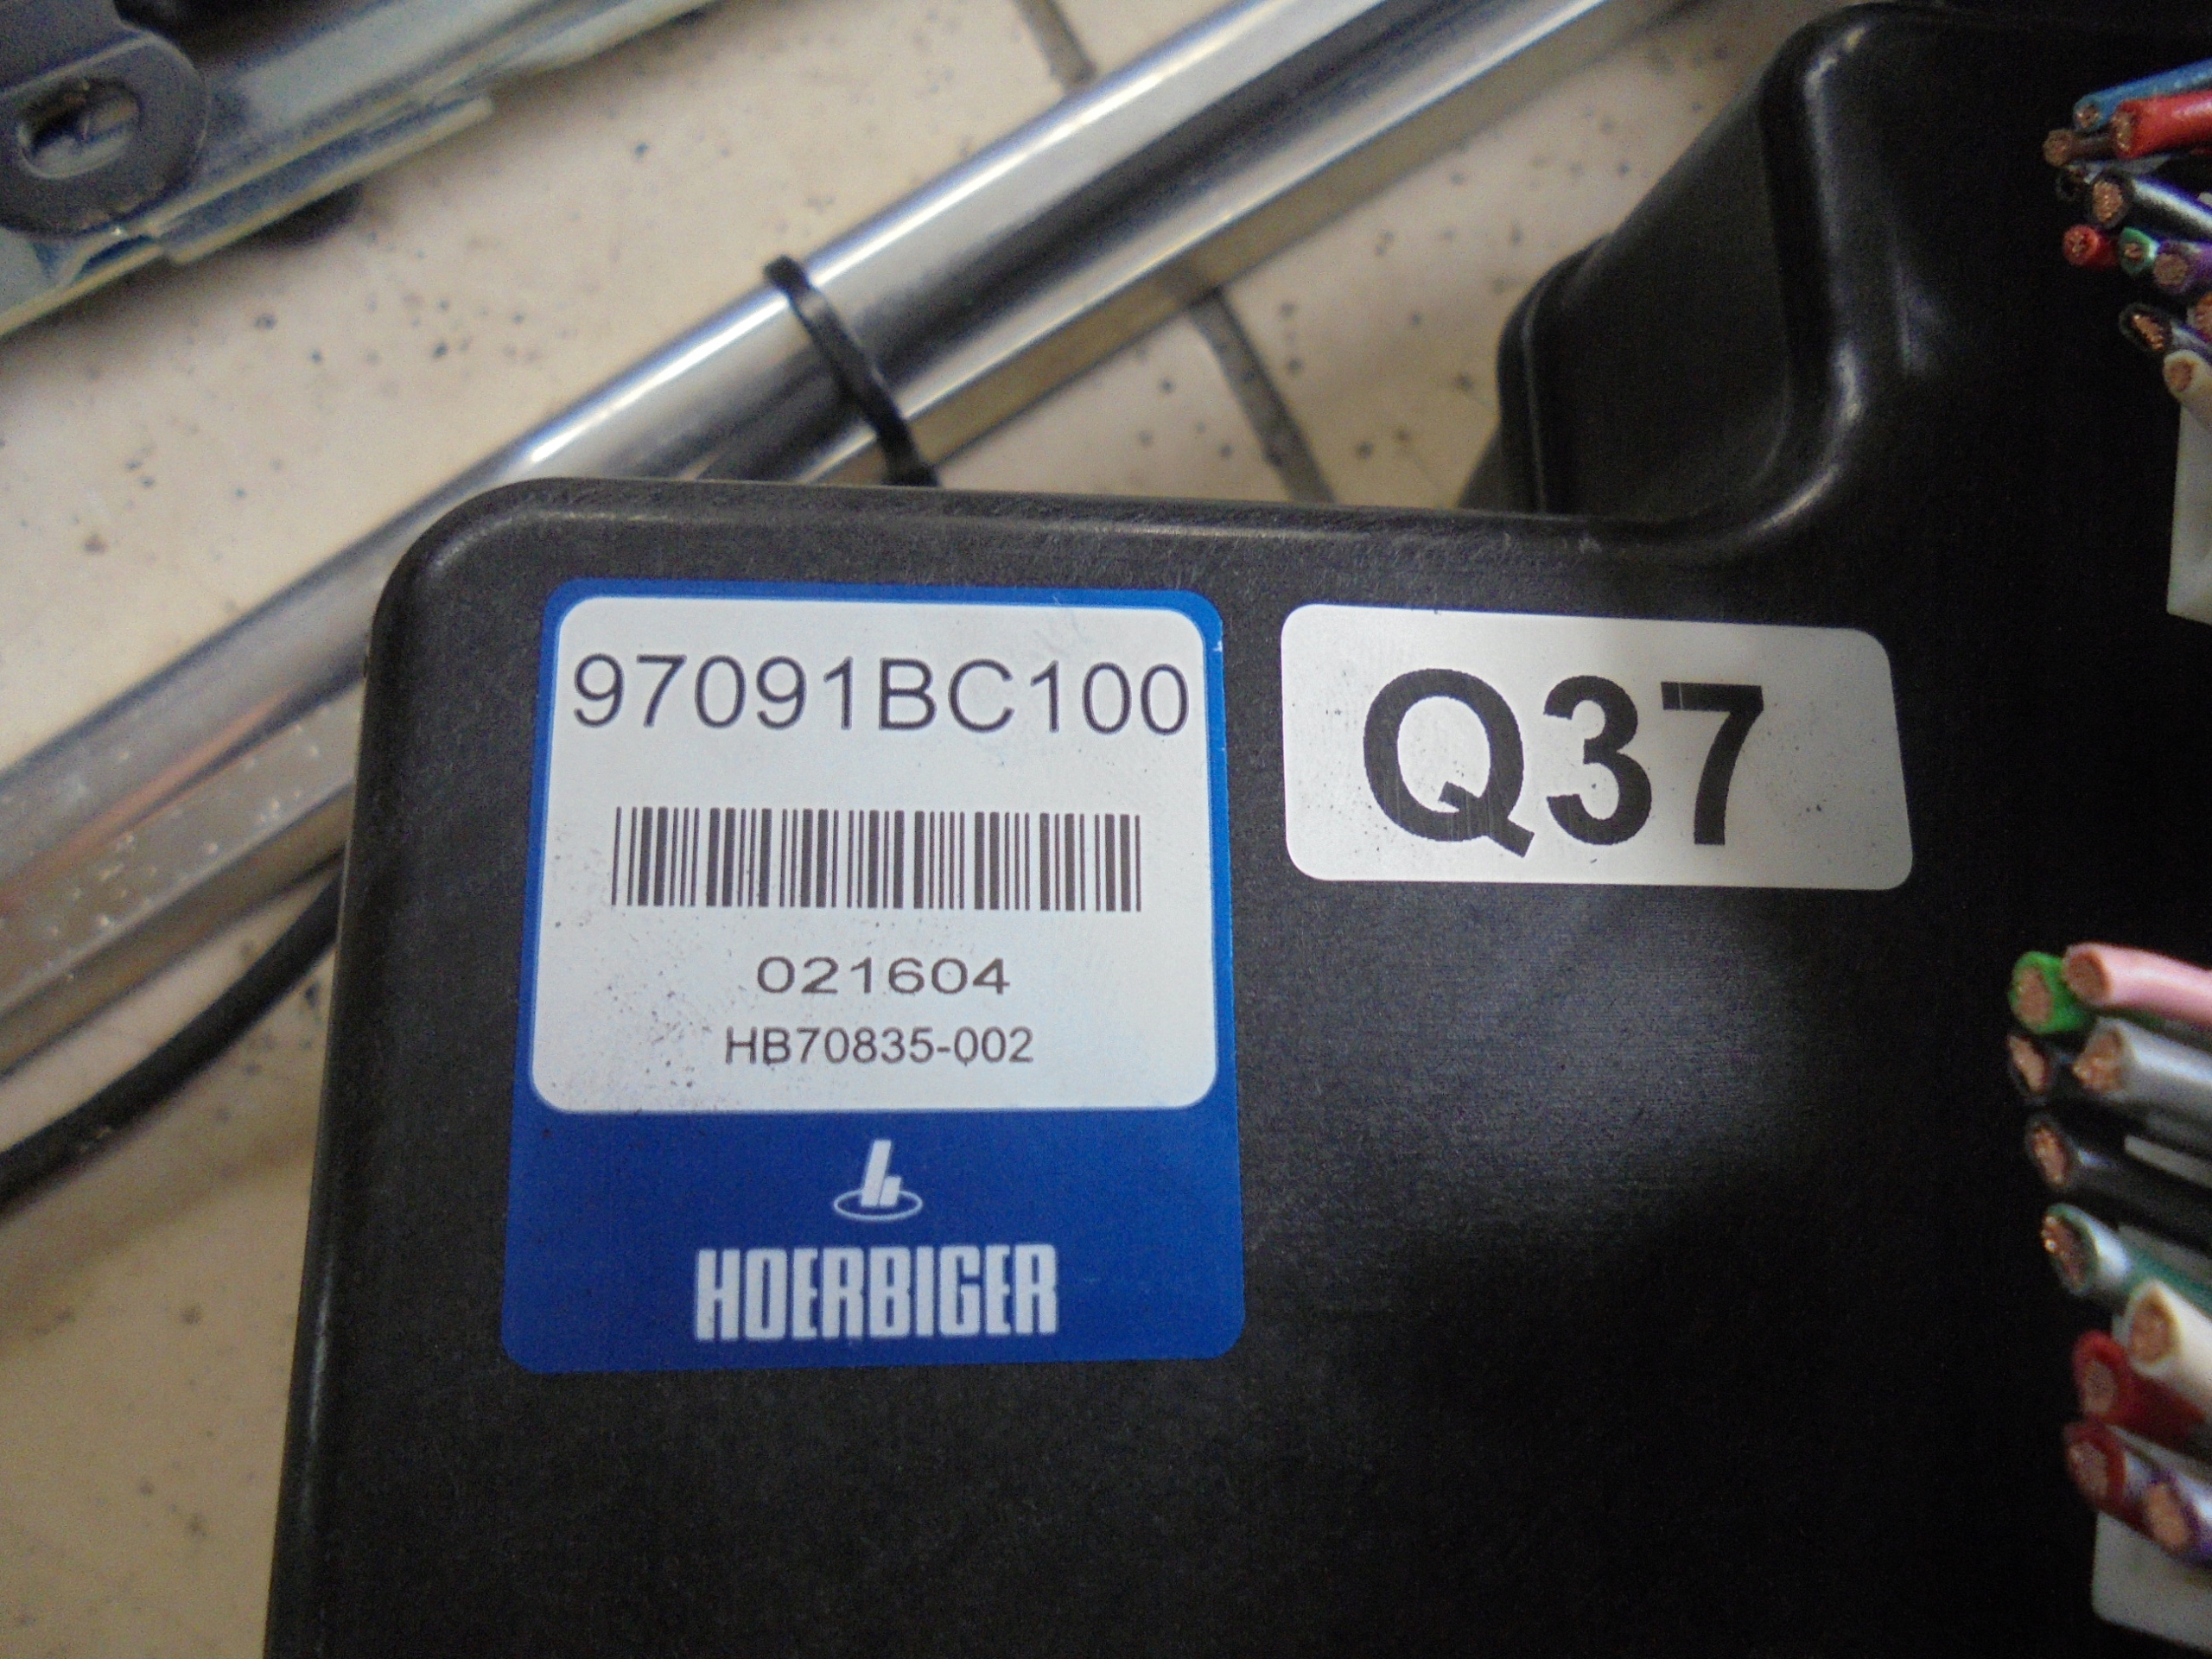 97091BC100
Q37
021604
HB70835-002
HOERBIGER